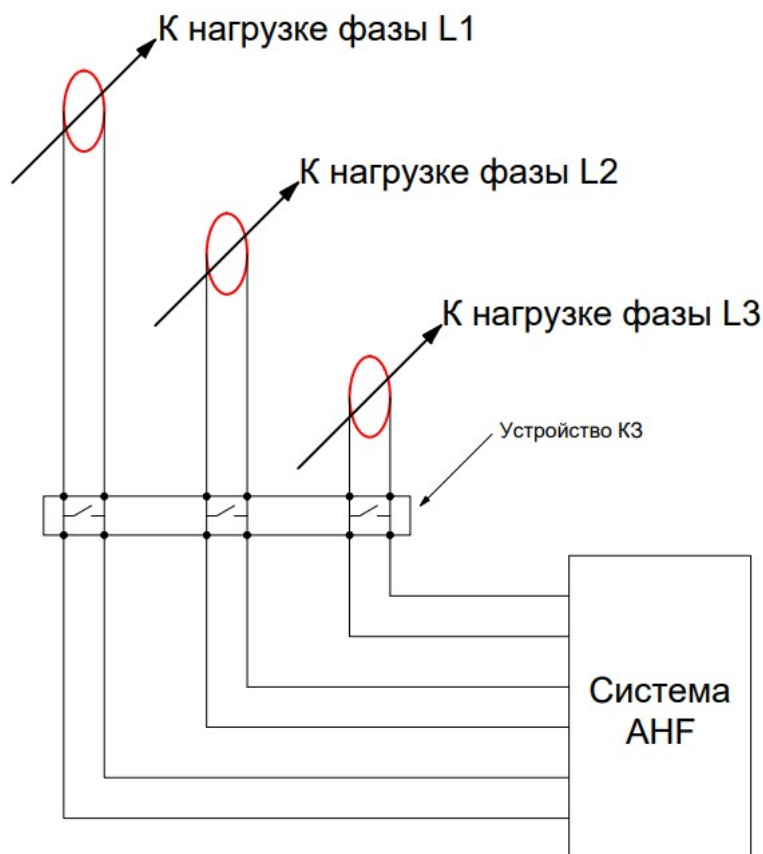 К нагрузке фазы L1
К нагрузке фазы L2
К нагрузке фазы L3
Устройство КЗ
Система
AHF